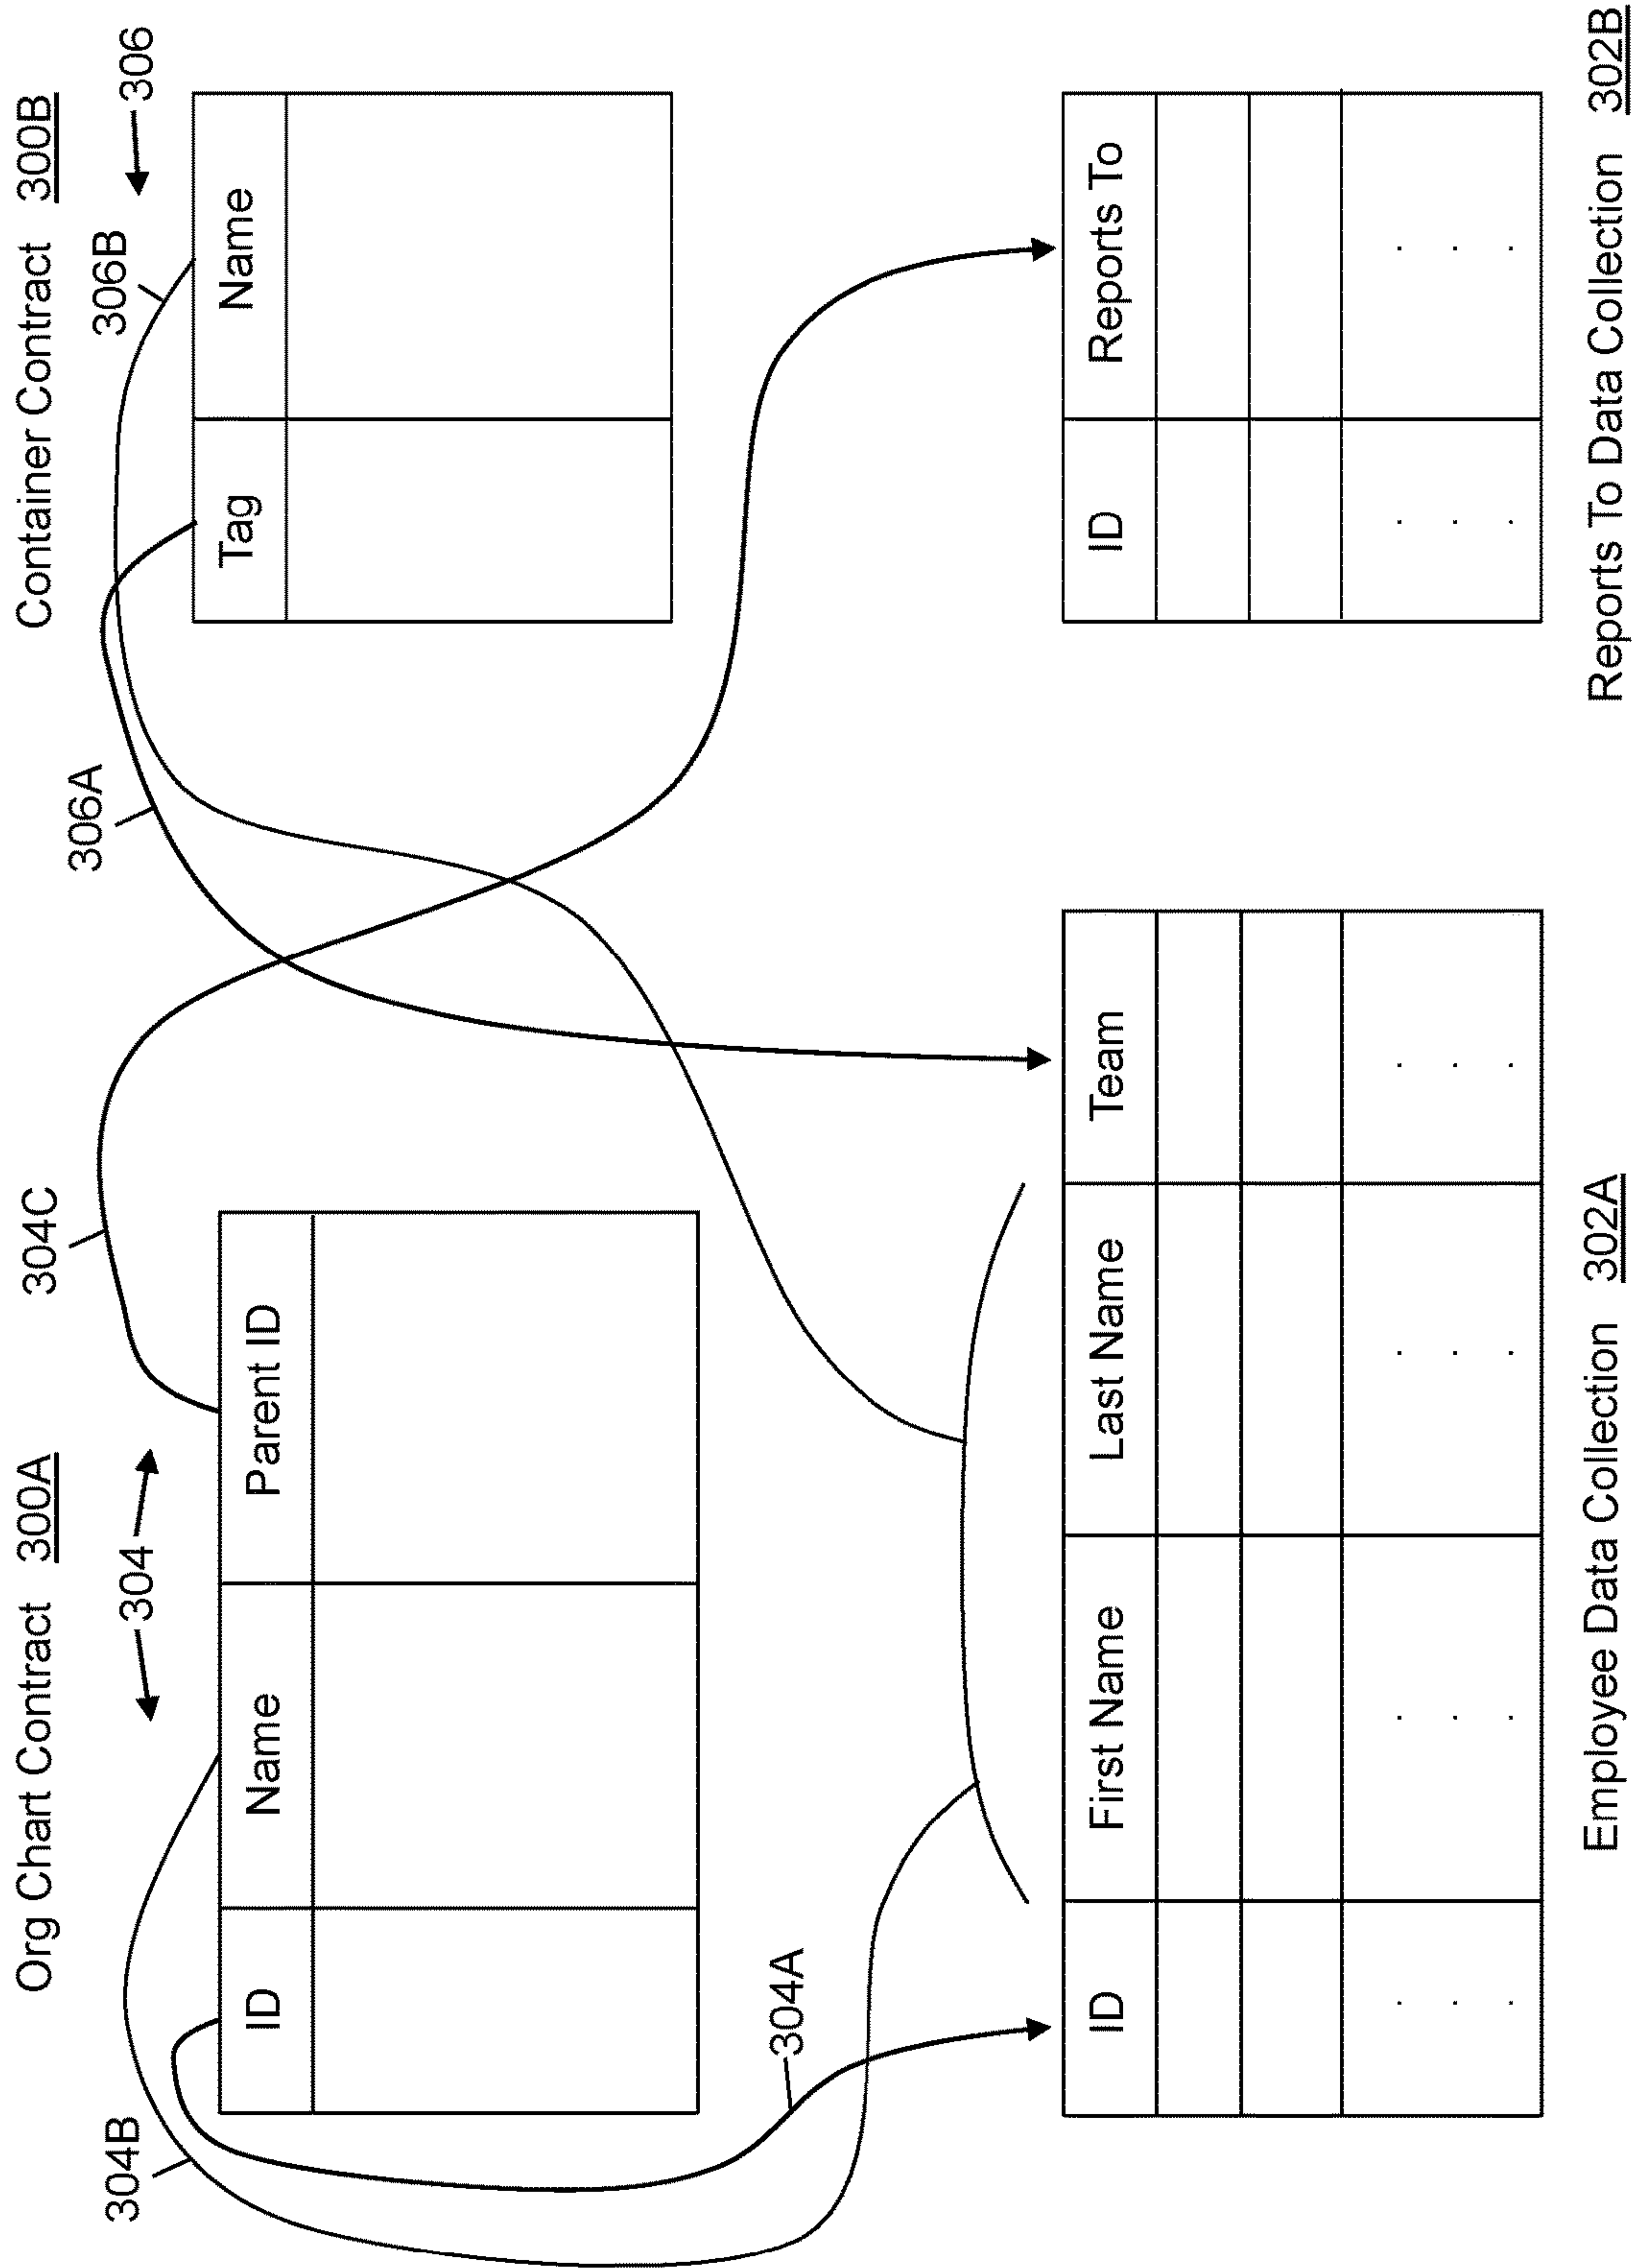 Org Chart Contract 300A
Container Contract 300B
304
304C
306A
306B
306
304B
ID Name Parent ID
Tag Name
304A
ID First Name Last Name Team
. . . .
. . . .
. . . .
ID Reports To
. .
. .
. .
Employee Data Collection 302A
Reports To Data Collection 302B